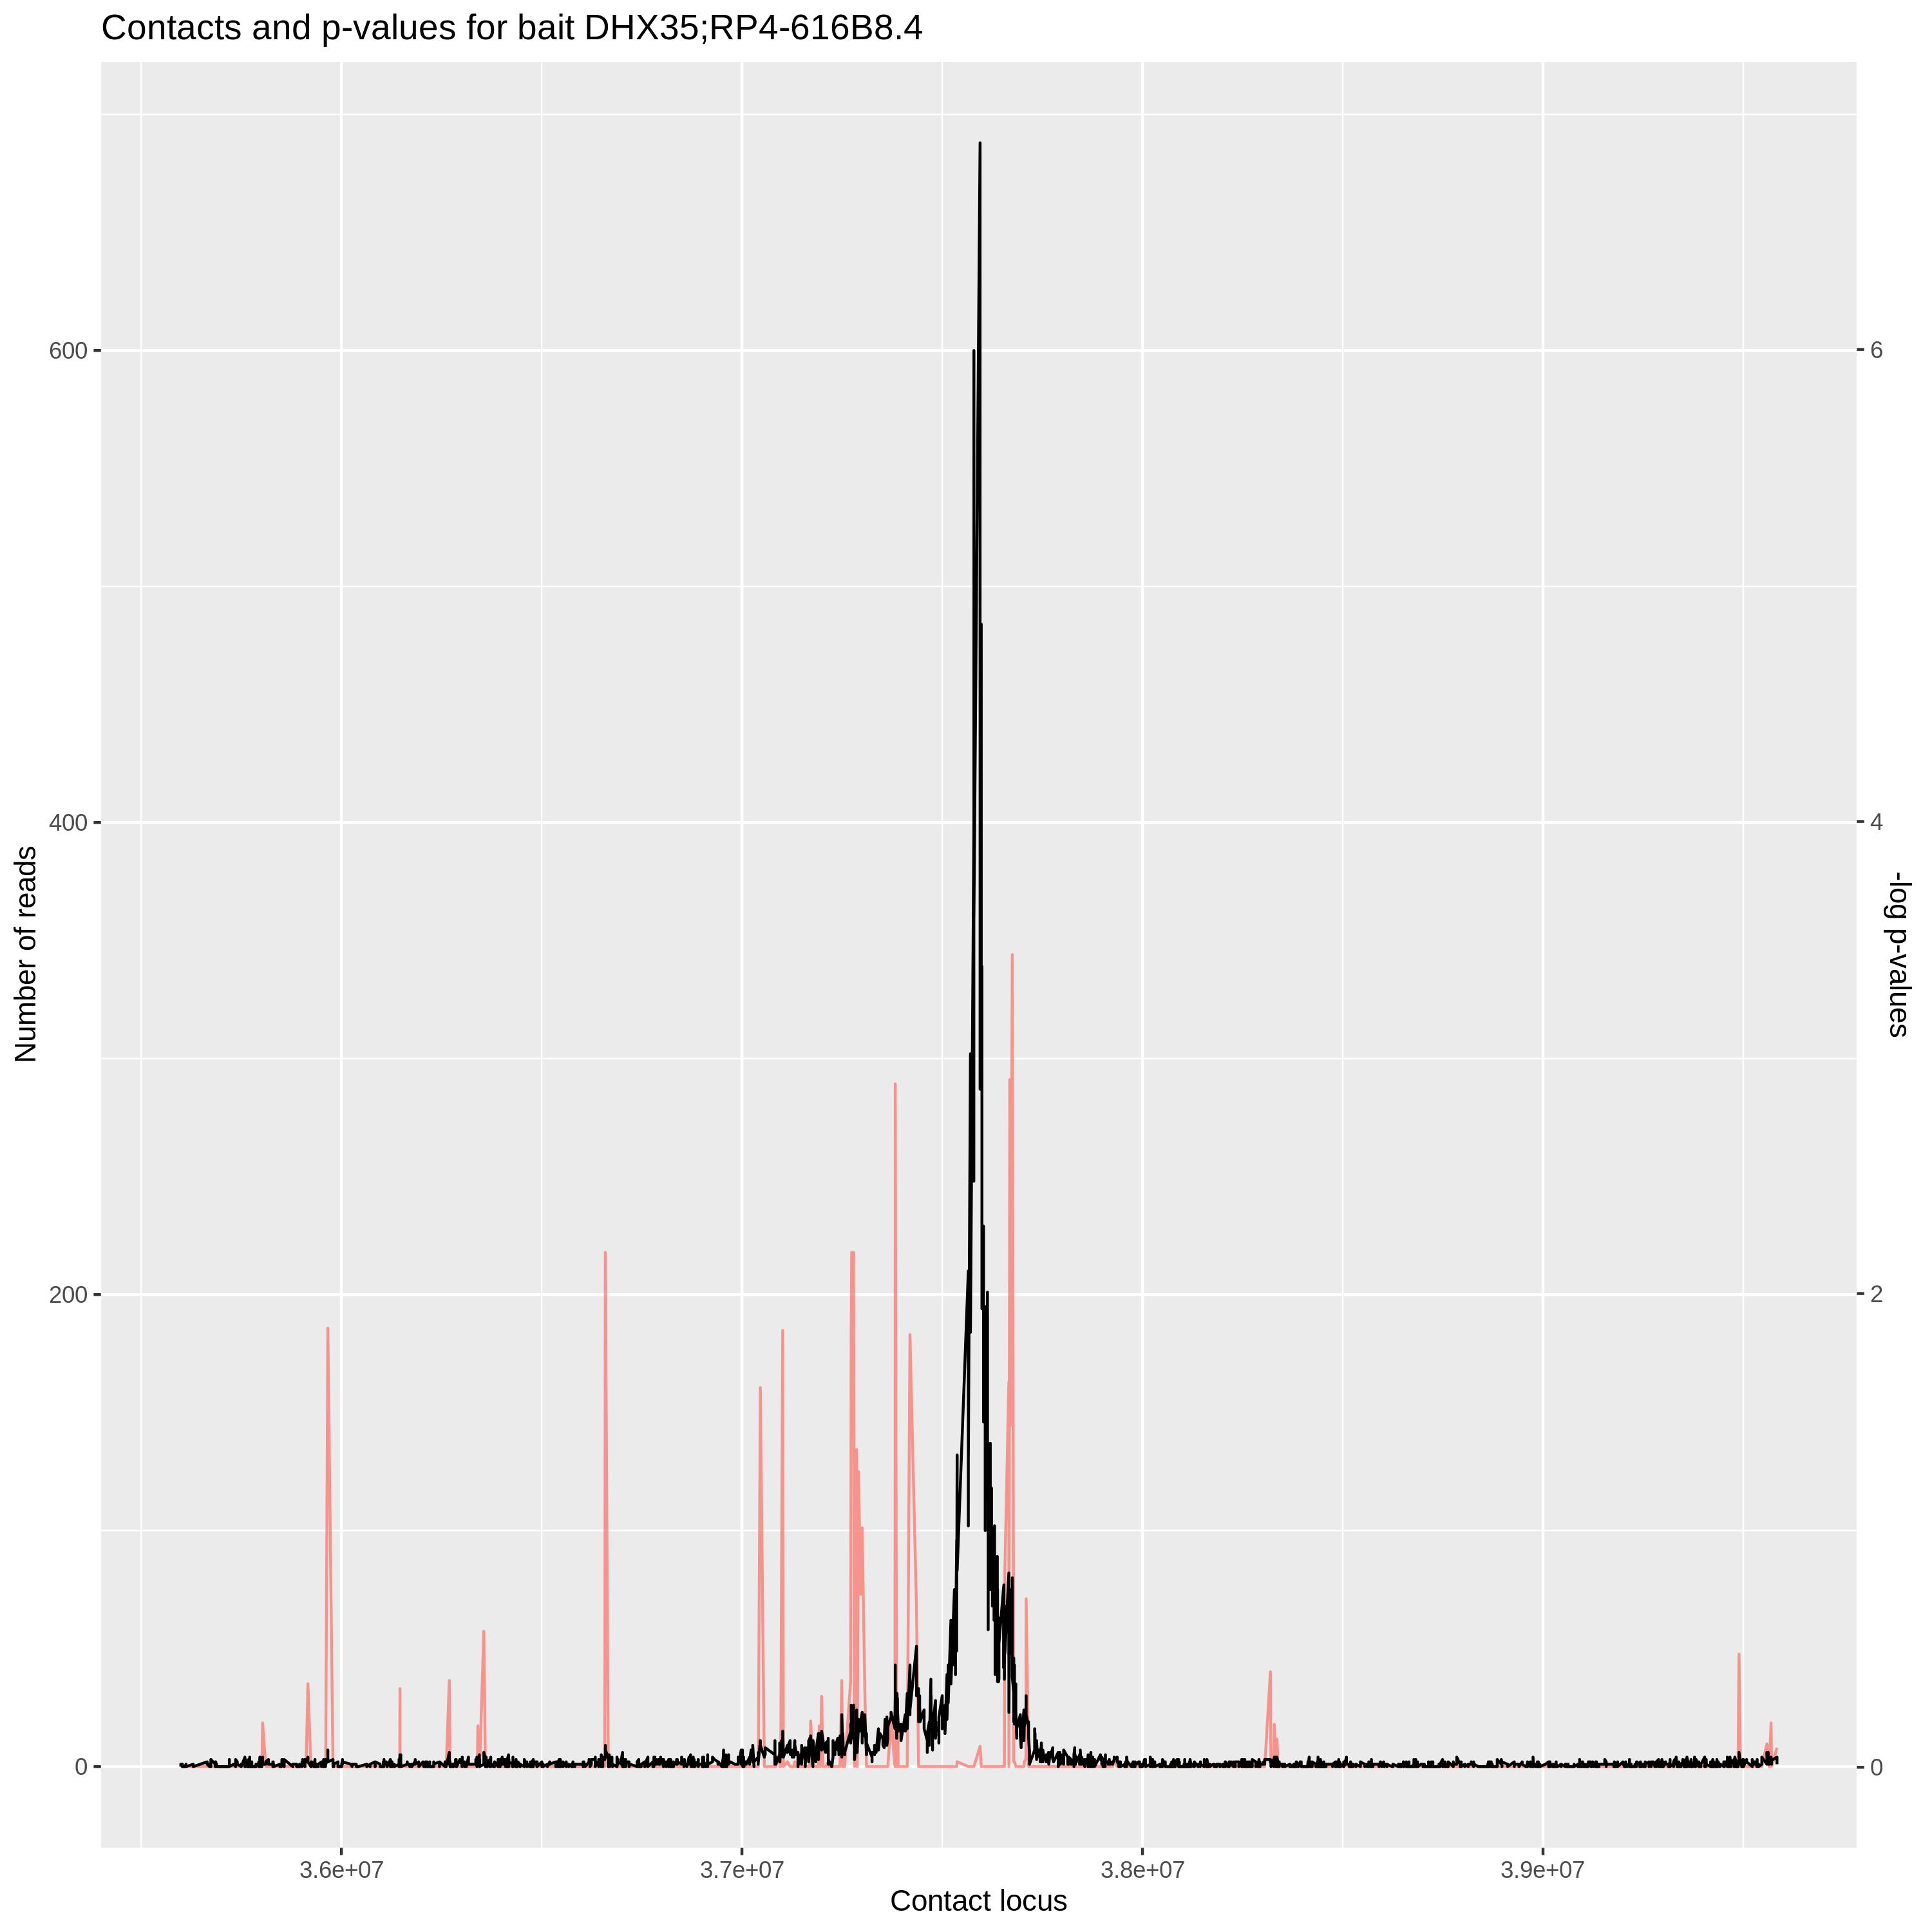 Contacts and p-values for bait DHX35;RP4-616B8.4
Number of reads
600
400
200
0
6
4
2
0
-log p-values
3.6e+07
3.7e+07
3.8e+07
3.9e+07
Contact locus